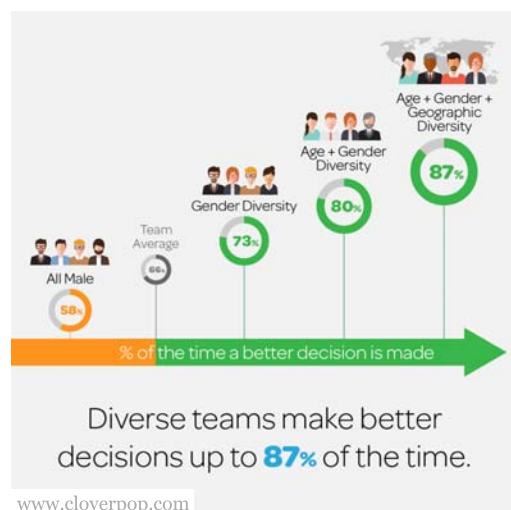 Age + Gender +
Geographic
Diversity
87%
Age + Gender
Diversity
80%
Gender Diversity
73%
Team
Average
66%
All Male
58%
% of the time a better decision is made
Diverse teams make better
decisions up to 87% of the time.
www.cloverpop.com